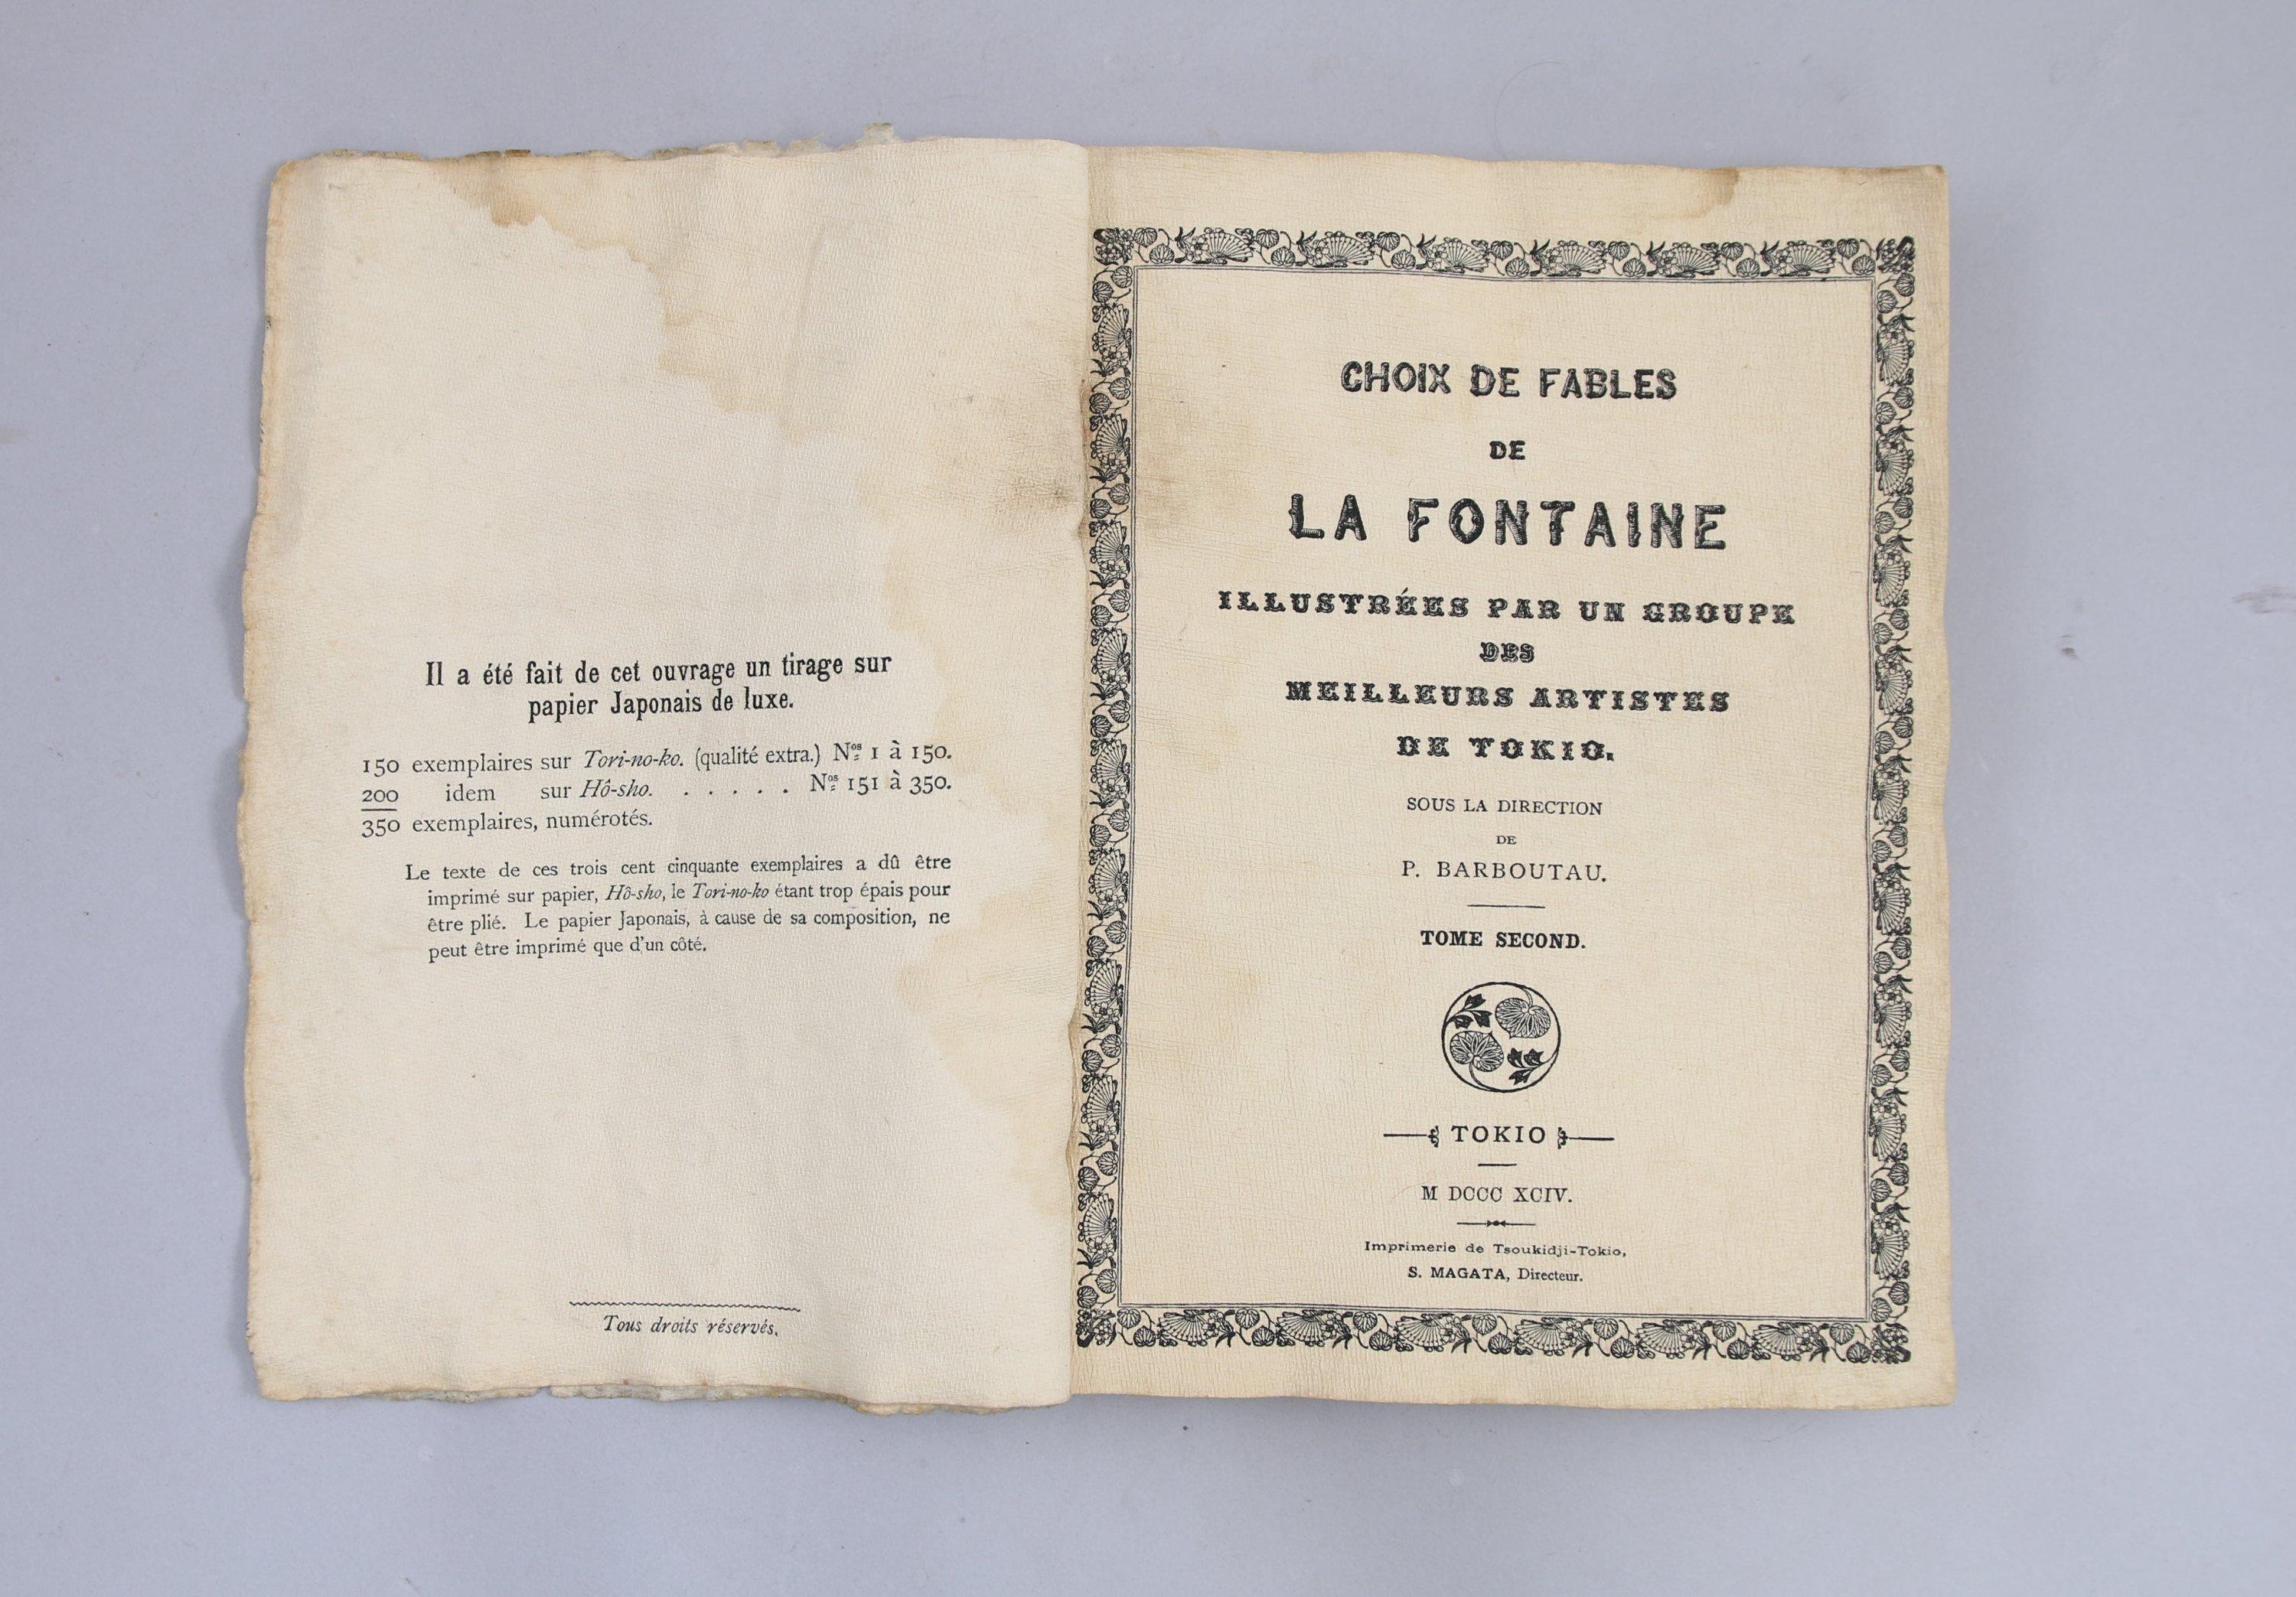 Il a été fait de cet ouvrage un tirage sur
papier Japonais de luxe.
150 exemplaires sur Tori-no-ko. (qualité extra.) Nos. 1 à 150.
200 idem sur Hô-sho. . . . . . Nos. 151 à 350.
350 exemplaires, numérotés.
Le texte de ces trois cent cinquante exemplaires a dû être
imprimé sur papier, Hô-sho, le Tori-no-ko étant trop épais pour
être plié. Le papier Japonais, à cause de sa composition, ne
peut être imprimé que d'un côté.
Tous droits réservés.
CHOIX DE FABLES
DE
LA FONTAINE
ILLUSTRÉES PAR UN GROUPE
DES
MEILLEURS ARTISTES
DE TOKIO.
SOUS LA DIRECTION
DE
P. BARBOUTAU.
TOME SECOND.
TOKIO
M DCCC XCIV.
Imprimerie de Tsoukidji-Tokio,
S. MAGATA, Directeur.